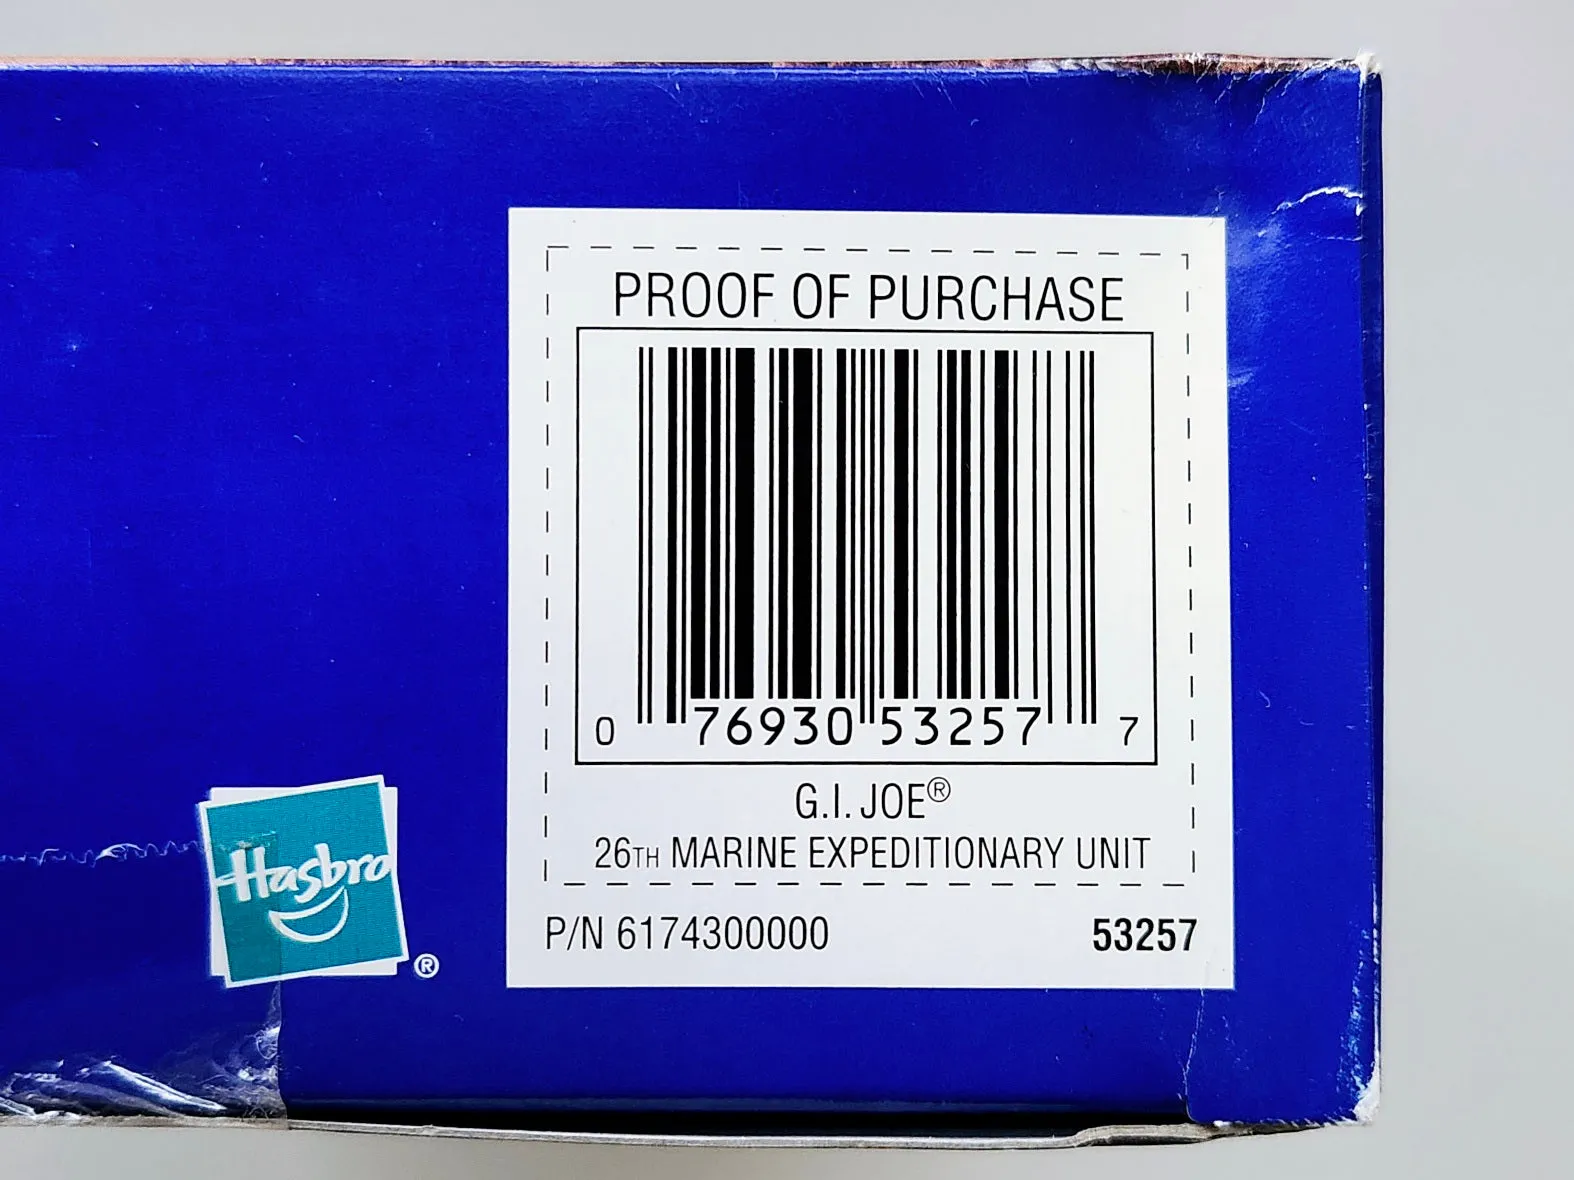 PROOF OF PURCHASE
0 76930 53257 7
G.I. JOE®
26TH MARINE EXPEDITIONARY UNIT
P/N 6174300000 53257
Hasbro
®